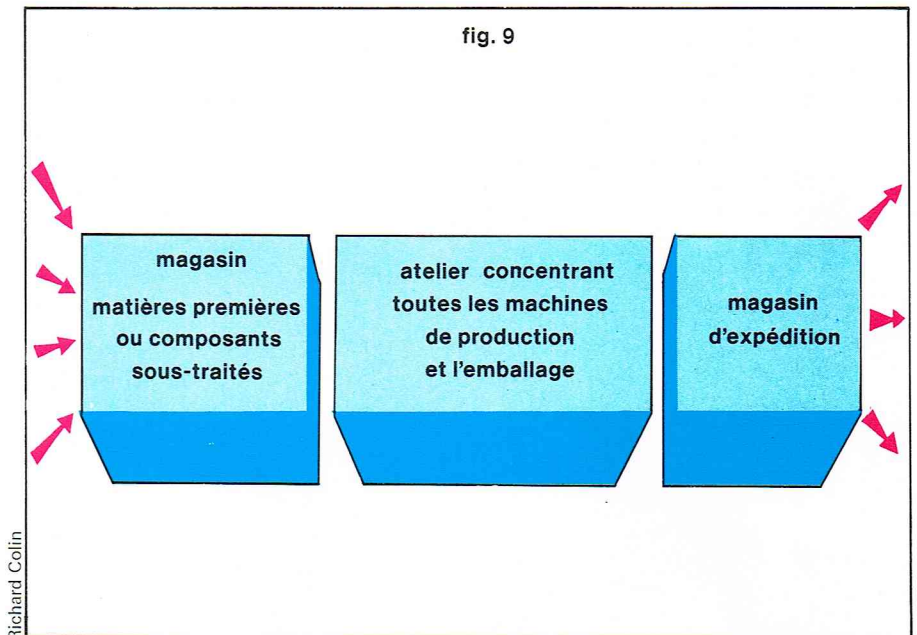 fig. 9
magasin
matières premières
ou composants
sous-traités
atelier concentrant
toutes les machines
de production
et l'emballage
magasin
d'expédition
Richard Colin